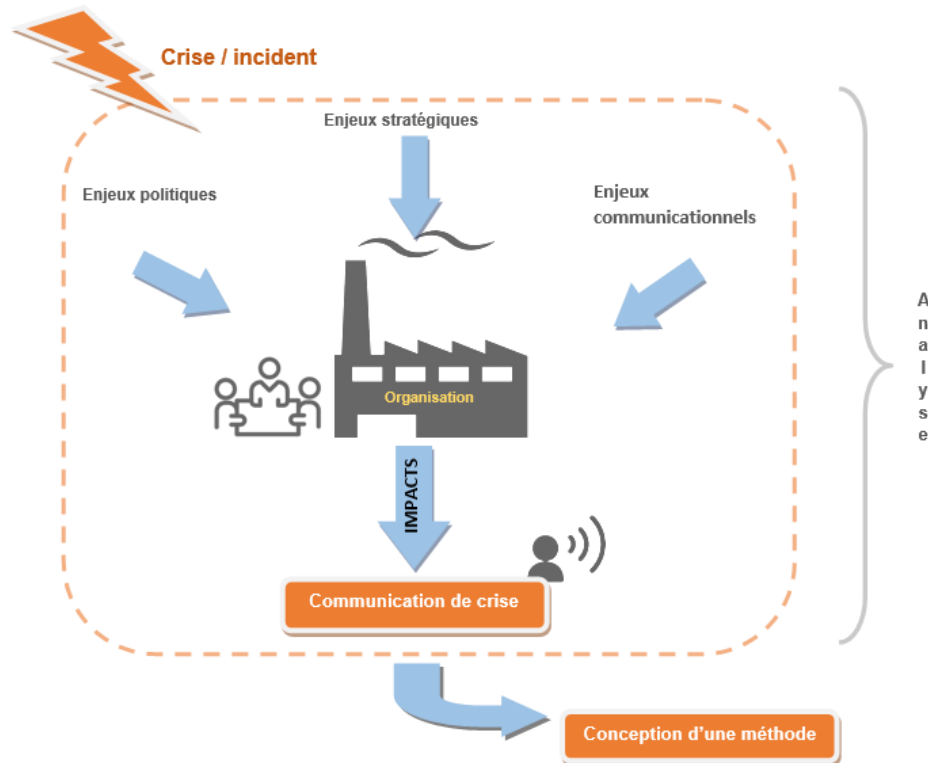 Crise / incident
Enjeux stratégiques
Enjeux politiques
Enjeux
communicationnels
Organisation
IMPACTS
Communication de crise
Conception d'une méthode
A
n
a
l
y
s
e